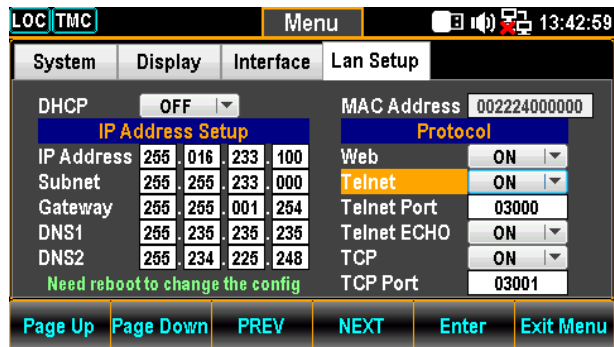 LOC TMC Menu 13:42:59
System Display Interface Lan Setup
DHCP OFF MAC Address 002224000000
IP Address Setup Protocol
IP Address 255 . 016 . 233 . 100 Web ON
Subnet 255 . 255 . 233 . 000 Telnet ON
Gateway 255 . 255 . 001 . 254 Telnet Port 03000
DNS1 255 . 235 . 235 . 235 Telnet ECHO ON
DNS2 255 . 234 . 225 . 248 TCP ON
Need reboot to change the config TCP Port 03001
Page Up Page Down PREV NEXT Enter Exit Menu